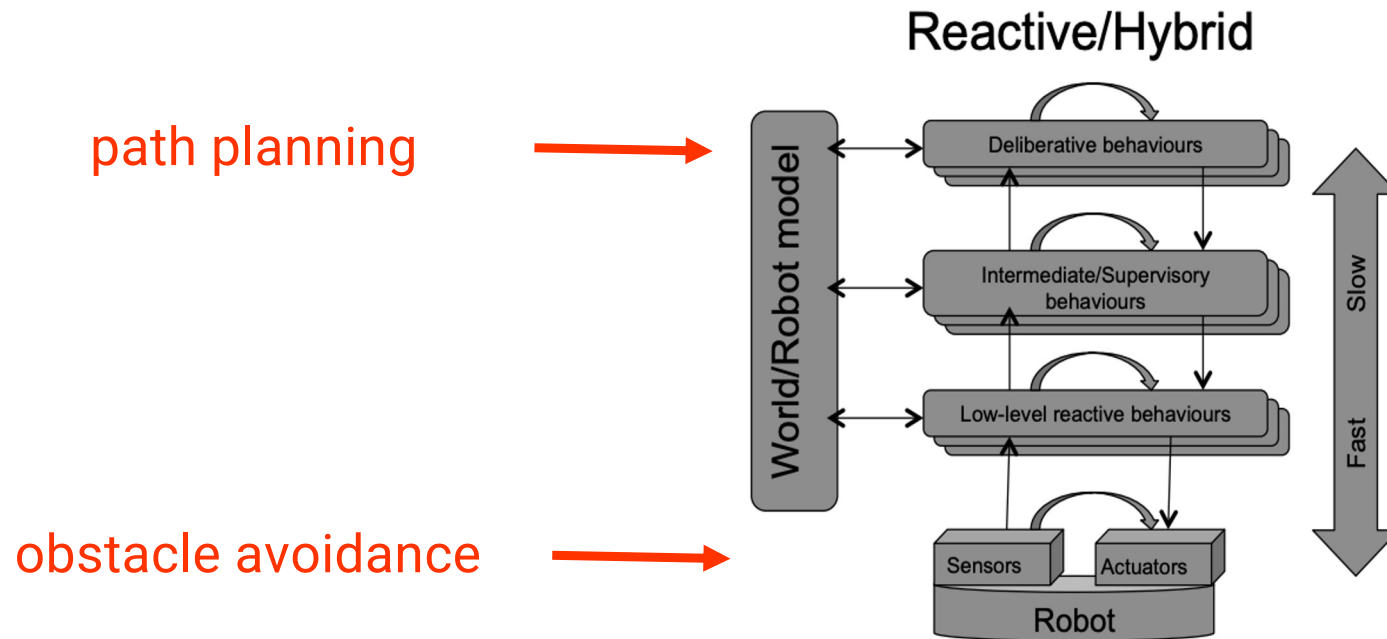 Reactive/Hybrid
path planning
World/Robot model
Deliberative behaviours
Intermediate/Supervisory
behaviours
Low-level reactive behaviours
Slow
Fast
obstacle avoidance
Sensors
Actuators
Robot